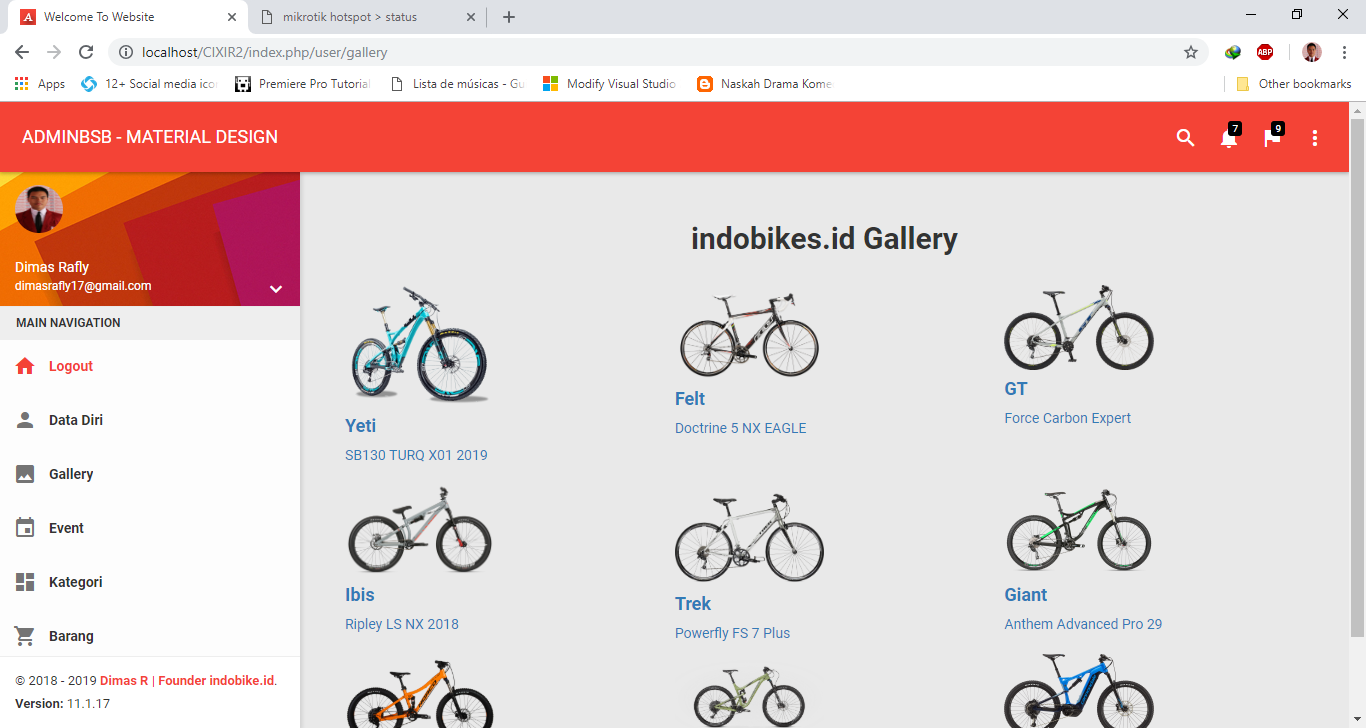 Welcome To Website
mikrotik hotspot > status
localhost/CIXIR2/index.php/user/gallery
ABP
Apps
12+ Social media icon
Premiere Pro Tutorial
Lista de músicas - Gu
Modify Visual Studio
Naskah Drama Kome
Other bookmarks
ADMINBSB - MATERIAL DESIGN
7
9
Dimas Rafly
dimasrafly17@gmail.com
MAIN NAVIGATION
Logout
Data Diri
Gallery
Event
Kategori
Barang
© 2018 - 2019 Dimas R | Founder indobike.id.
Version: 11.1.17
indobikes.id Gallery
Yeti
SB130 TURQ X01 2019
Felt
Doctrine 5 NX EAGLE
GT
Force Carbon Expert
Ibis
Ripley LS NX 2018
Trek
Powerfly FS 7 Plus
Giant
Anthem Advanced Pro 29